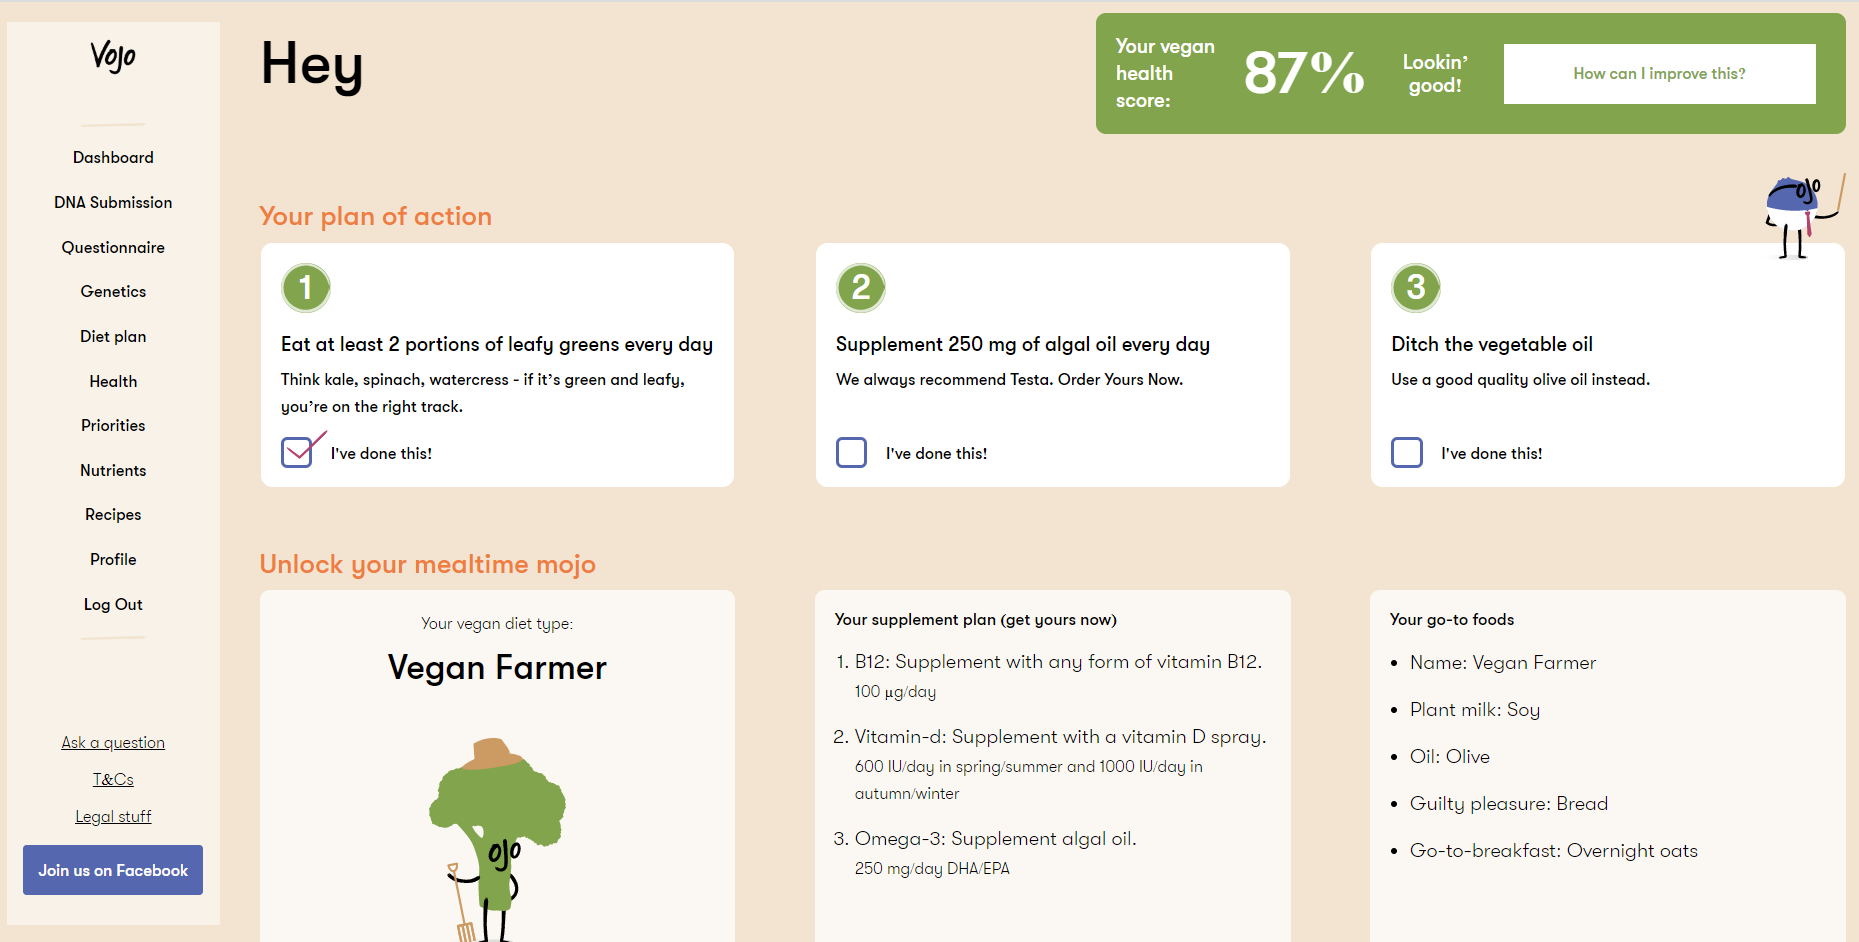 Vojo
Dashboard
DNA Submission
Questionnaire
Genetics
Diet plan
Health
Priorities
Nutrients
Recipes
Profile
Log Out
Ask a question
T&Cs
Legal stuff
Join us on Facebook
Hey
Your vegan
health
score:
87%
Lookin’
good!
How can I improve this?
Your plan of action
1
Eat at least 2 portions of leafy greens every day
Think kale, spinach, watercress - if it’s green and leafy,
you’re on the right track.
I've done this!
2
Supplement 250 mg of algal oil every day
We always recommend Testa. Order Yours Now.
I've done this!
3
Ditch the vegetable oil
Use a good quality olive oil instead.
I've done this!
Unlock your mealtime mojo
Your vegan diet type:
Vegan Farmer
Your supplement plan (get yours now)
1. B12: Supplement with any form of vitamin B12.
100 µg/day
2. Vitamin-d: Supplement with a vitamin D spray.
600 IU/day in spring/summer and 1000 IU/day in
autumn/winter
3. Omega-3: Supplement algal oil.
250 mg/day DHA/EPA
Your go-to foods
• Name: Vegan Farmer
• Plant milk: Soy
• Oil: Olive
• Guilty pleasure: Bread
• Go-to-breakfast: Overnight oats